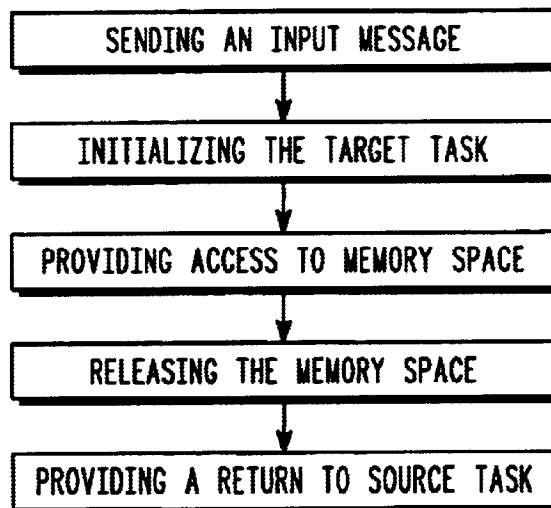 SENDING AN INPUT MESSAGE
INITIALIZING THE TARGET TASK
PROVIDING ACCESS TO MEMORY SPACE
RELEASING THE MEMORY SPACE
PROVIDING A RETURN TO SOURCE TASK